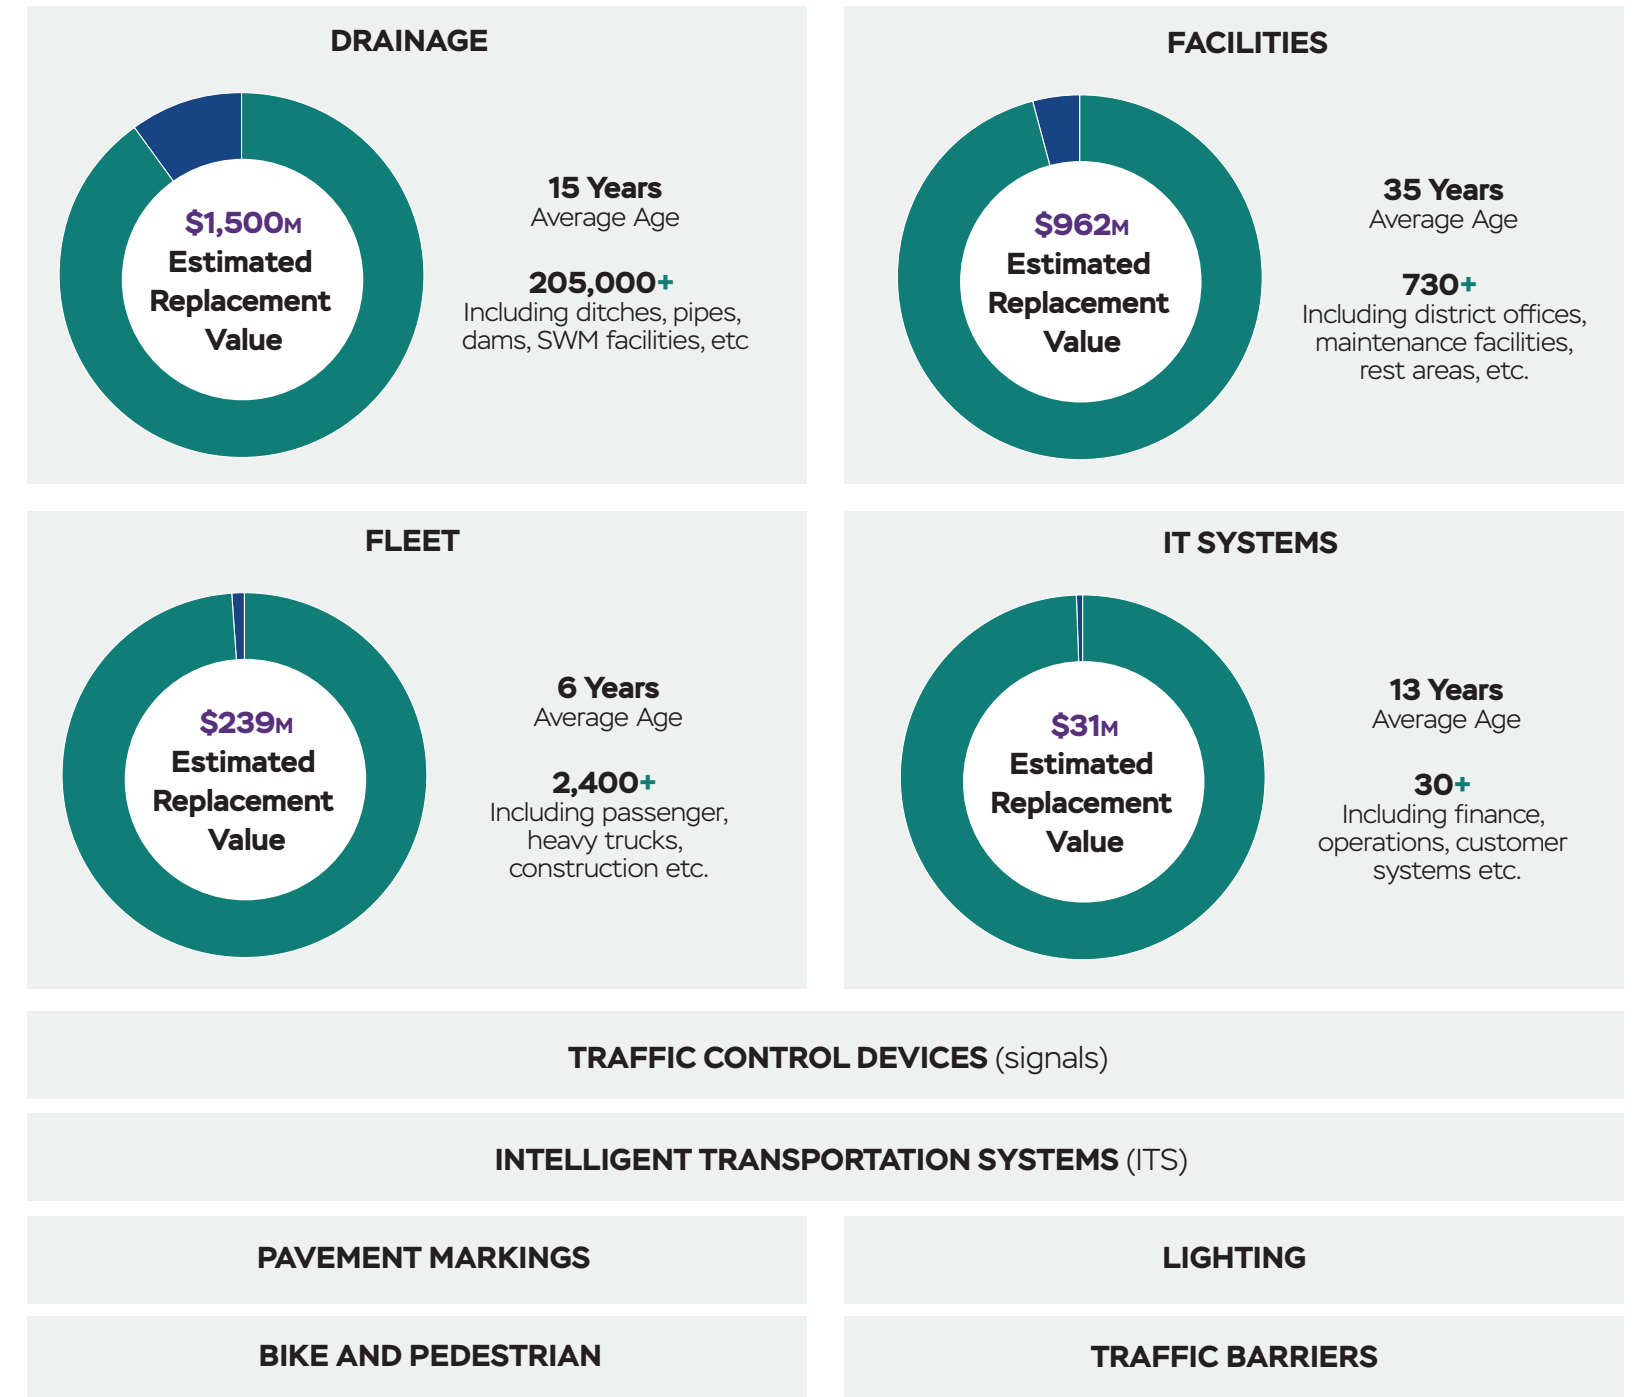 DRAINAGE
$1,500M
Estimated
Replacement
Value
15 Years
Average Age
205,000+
Including ditches, pipes,
dams, SWM facilities, etc
FACILITIES
$962M
Estimated
Replacement
Value
35 Years
Average Age
730+
Including district offices,
maintenance facilities,
rest areas, etc.
FLEET
$239M
Estimated
Replacement
Value
6 Years
Average Age
2,400+
Including passenger,
heavy trucks,
construction etc.
IT SYSTEMS
$31M
Estimated
Replacement
Value
13 Years
Average Age
30+
Including finance,
operations, customer
systems etc.
TRAFFIC CONTROL DEVICES (signals)
INTELLIGENT TRANSPORTATION SYSTEMS (ITS)
PAVEMENT MARKINGS
LIGHTING
BIKE AND PEDESTRIAN
TRAFFIC BARRIERS